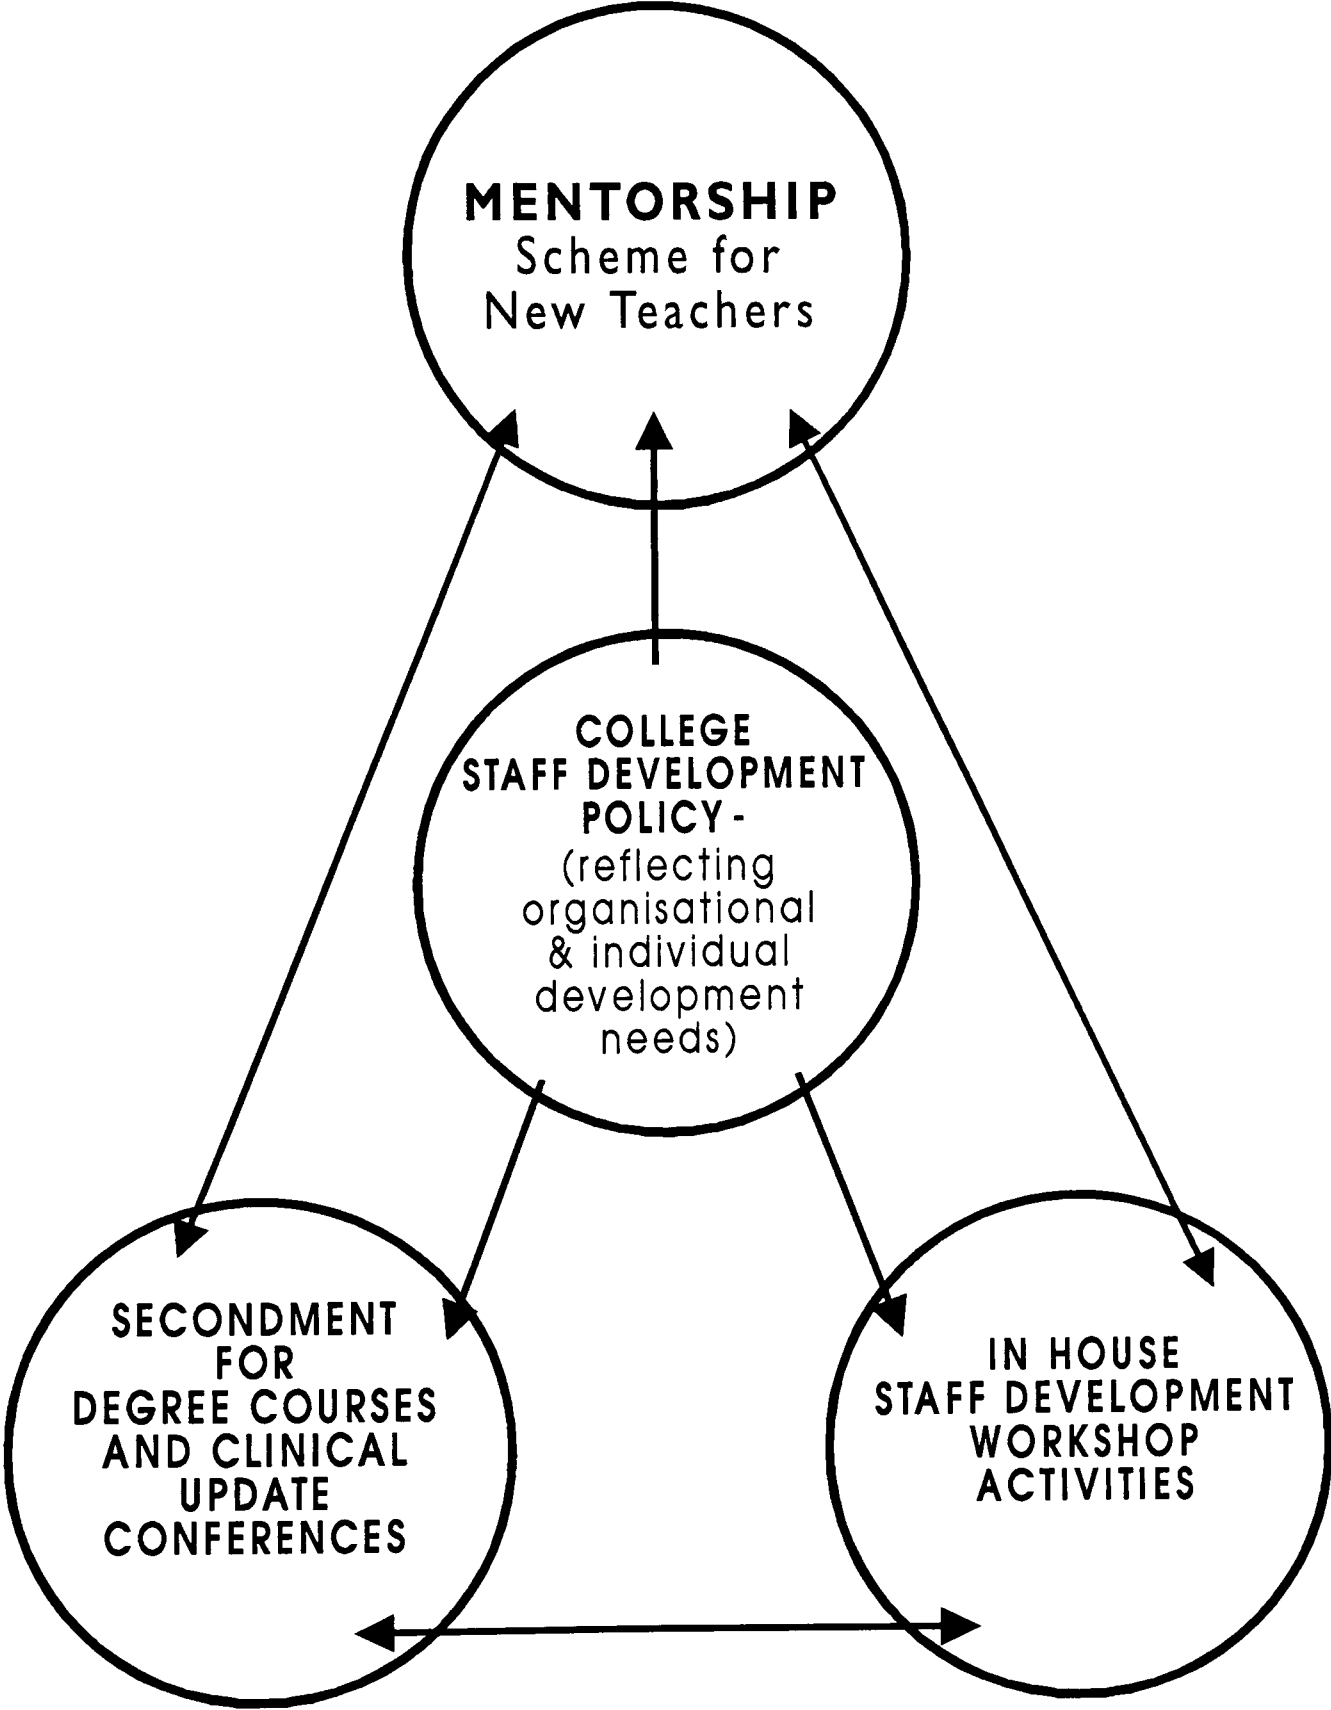 MENTORSHIP
Scheme for
New Teachers
COLLEGE
STAFF DEVELOPMENT
POLICY -
(reflecting
organisational
& individual
development
needs)
SECONDMENT
FOR
DEGREE COURSES
AND CLINICAL
UPDATE
CONFERENCES
IN HOUSE
STAFF DEVELOPMENT
WORKSHOP
ACTIVITIES